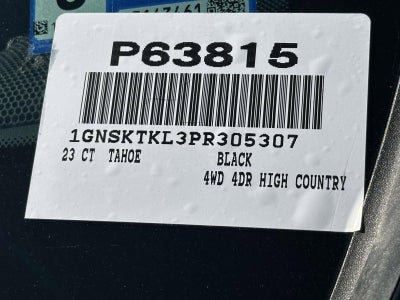 P63815
1GNSKTKL3PR305307
23 CT TAHOE BLACK
4WD 4DR HIGH COUNTRY